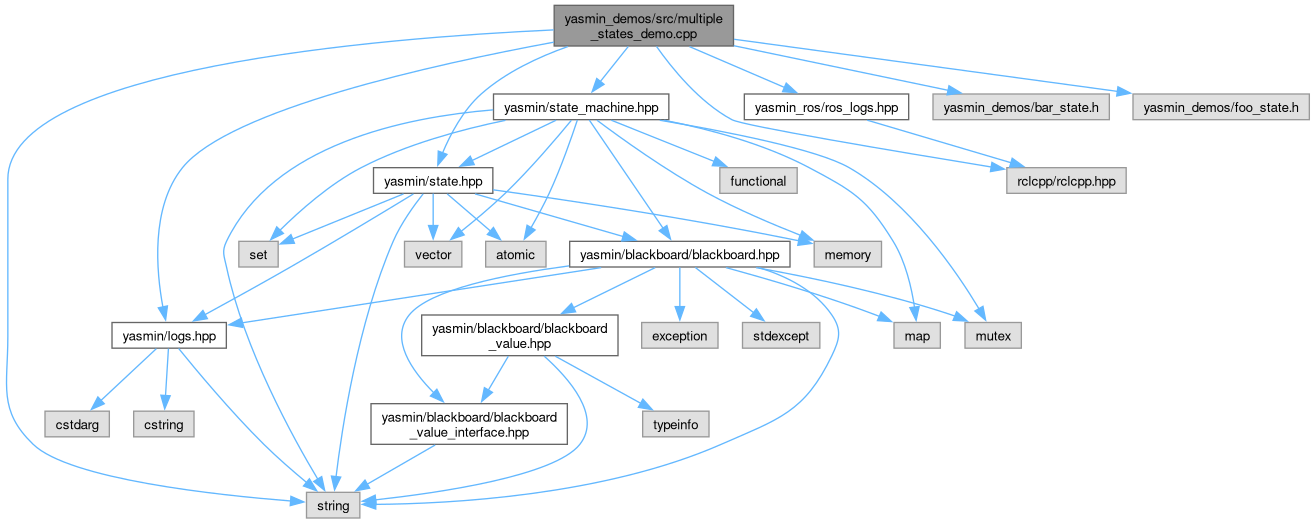 yasmin_demos/src/multiple
_states_demo.cpp
yasmin/state_machine.hpp
yasmin_ros/ros_logs.hpp
yasmin_demos/bar_state.h
yasmin_demos/foo_state.h
yasmin/state.hpp
functional
rclcpp/rclcpp.hpp
set
vector
atomic
yasmin/blackboard/blackboard.hpp
memory
yasmin/logs.hpp
yasmin/blackboard/blackboard
_value.hpp
exception
stdexcept
map
mutex
cstdarg
cstring
yasmin/blackboard/blackboard
_value_interface.hpp
typeinfo
string